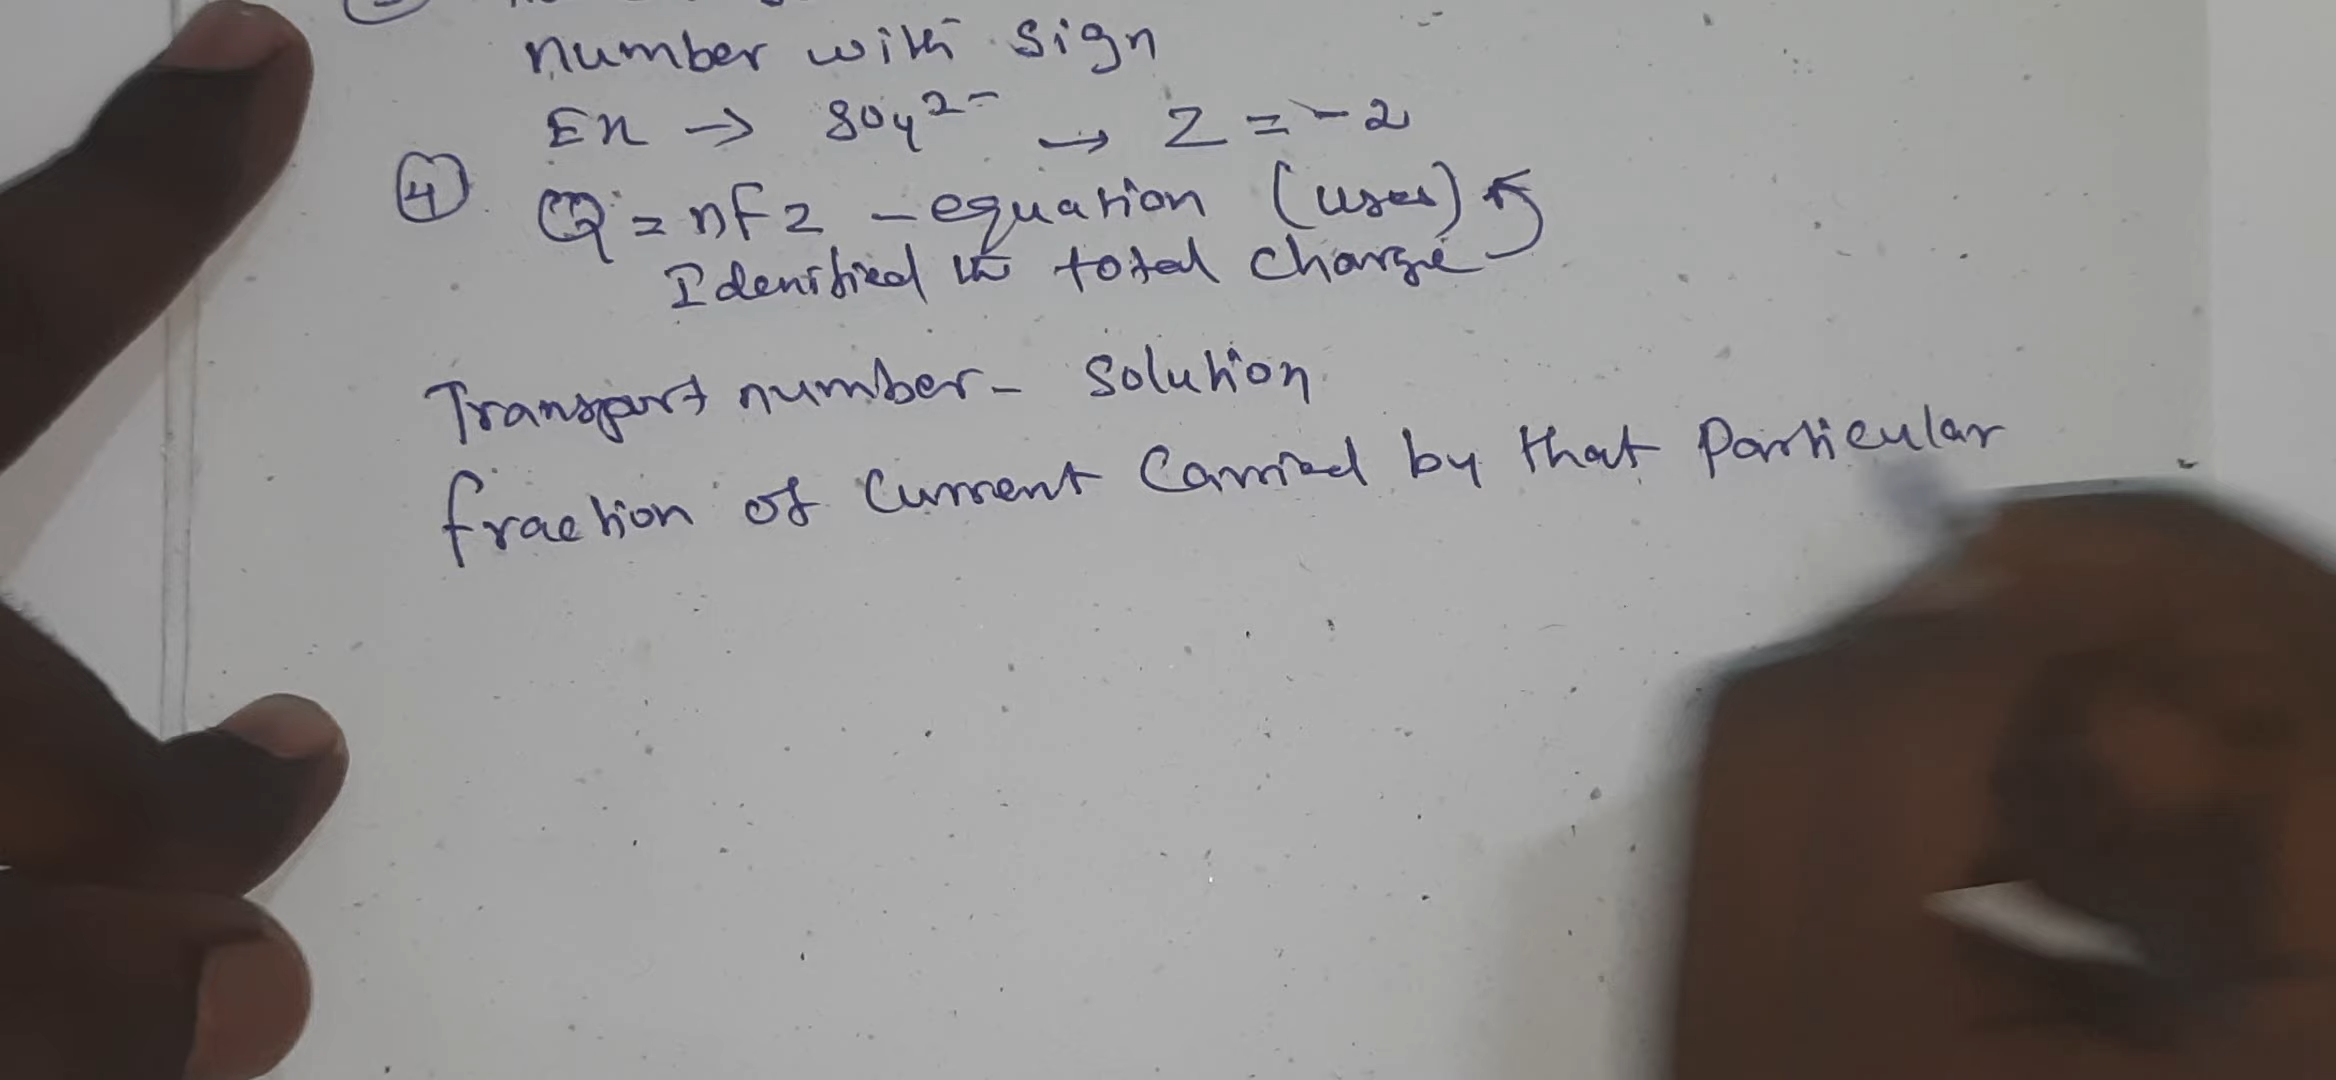 number with sign
Ex → SO4^2- → Z = -2
④ Q = nFz - equation (uses)
Identified the total charge
Transport number - Solution
fraction of Current Carried by that Particular